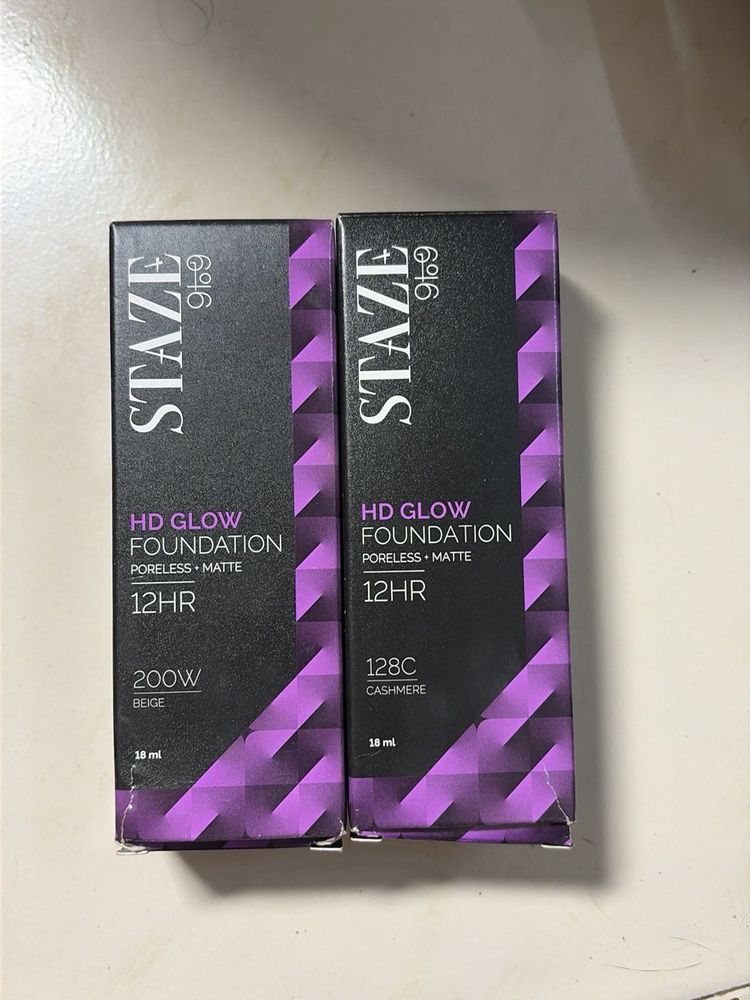 STAZE
9to9
HD GLOW
FOUNDATION
PORELESS + MATTE
12HR
200W
BEIGE
18 ml
STAZE
9to9
HD GLOW
FOUNDATION
PORELESS + MATTE
12HR
128C
CASHMERE
18 ml